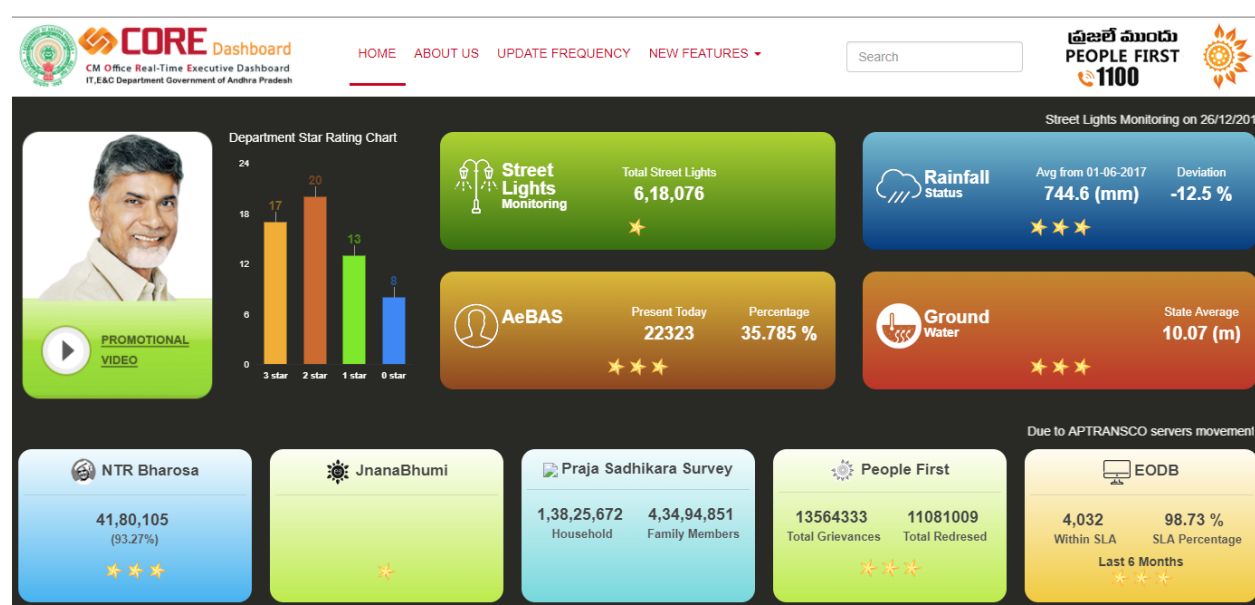 CORE Dashboard
CM Office Real-Time Executive Dashboard
IT,E&C Department Government of Andhra Pradesh
HOME
ABOUT US
UPDATE FREQUENCY
NEW FEATURES
Search
ప్రజలే ముందు
PEOPLE FIRST
1100
Street Lights Monitoring on 26/12/201
PROMOTIONAL
VIDEO
Department Star Rating Chart
24
18
12
6
0
17
20
13
8
3 star
2 star
1 star
0 star
Street
Lights
Monitoring
Total Street Lights
6,18,076
Rainfall
Status
Avg from 01-06-2017
744.6 (mm)
Deviation
-12.5 %
AeBAS
Present Today
22323
Percentage
35.785 %
Ground
Water
State Average
10.07 (m)
Due to APTRANSCO servers movement
NTR Bharosa
41,80,105
(93.27%)
JnanaBhumi
Praja Sadhikara Survey
1,38,25,672
Household
4,34,94,851
Family Members
People First
13564333
Total Grievances
11081009
Total Redresed
EODB
4,032
Within SLA
98.73 %
SLA Percentage
Last 6 Months